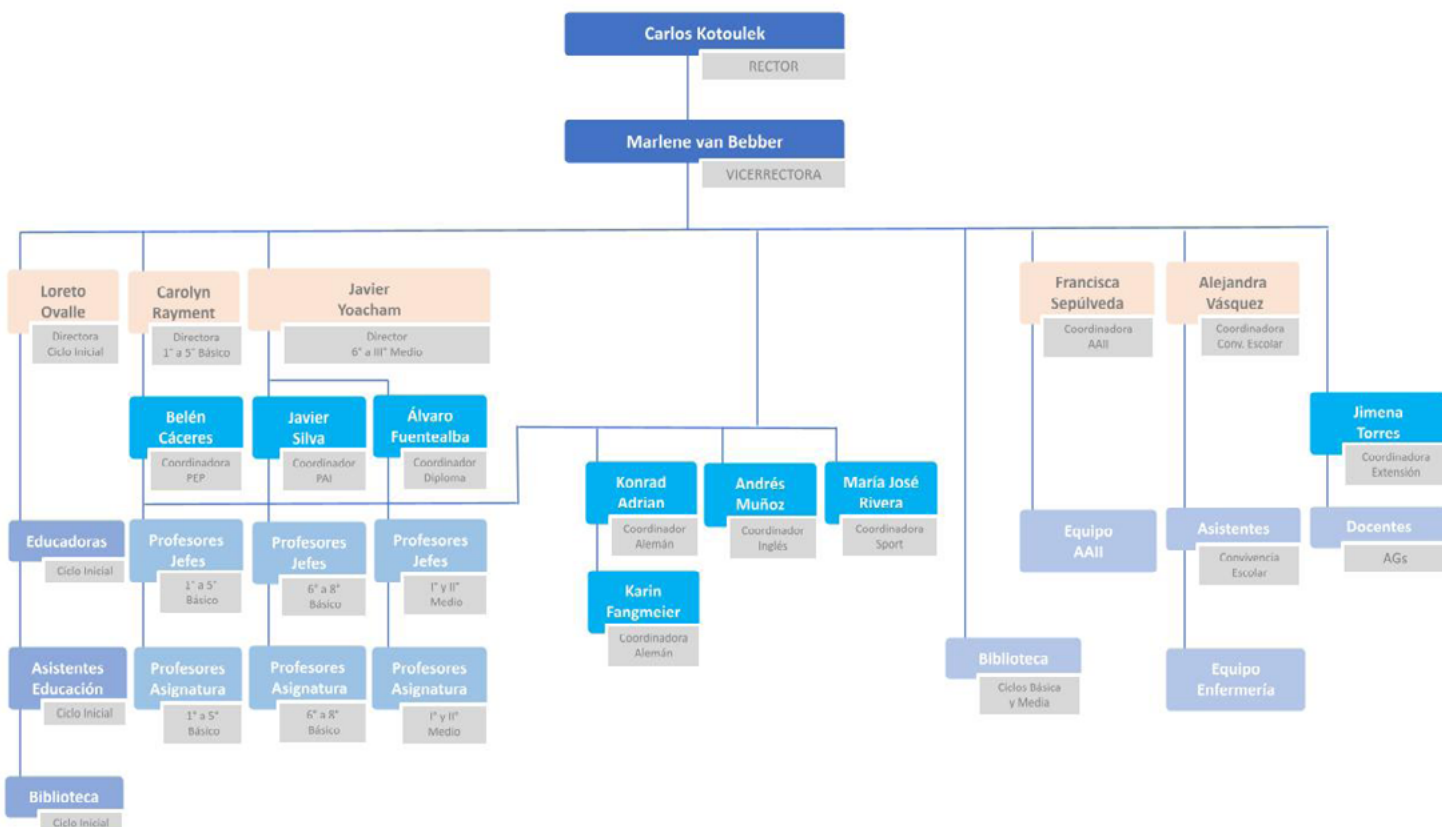 Carlos Kotoulek
RECTOR
Marlene van Bebber
VICERRECTORA
Loreto
Ovalle
Directora
Ciclo Inicial
Carolyn
Rayment
Directora
1° a 5° Básico
Javier
Yoacham
Director
6° a III° Medio
Francisca
Sepúlveda
Coordinadora
AAII
Alejandra
Vásquez
Coordinadora
Conv. Escolar
Belén
Cáceres
Coordinadora
PEP
Javier
Silva
Coordinador
PAI
Álvaro
Fuentealba
Coordinador
Diploma
Jimena
Torres
Coordinadora
Extensión
Konrad
Adrian
Coordinador
Alemán
Andrés
Muñoz
Coordinador
Inglés
María José
Rivera
Coordinadora
Sport
Educadoras
Ciclo Inicial
Profesores
Jefes
1° a 5°
Básico
Profesores
Jefes
6° a 8°
Básico
Profesores
Jefes
I° y II°
Medio
Equipo
AAII
Asistentes
Convivencia
Escolar
Docentes
AGs
Karin
Fangmeier
Coordinadora
Alemán
Asistentes
Educación
Ciclo Inicial
Profesores
Asignatura
1° a 5°
Básico
Profesores
Asignatura
6° a 8°
Básico
Profesores
Asignatura
I° y II°
Medio
Biblioteca
Ciclos Básica
y Media
Equipo
Enfermería
Biblioteca
Ciclo Inicial